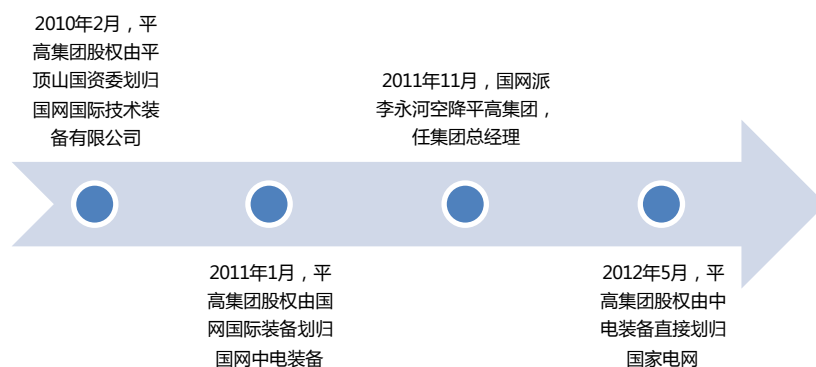 2010年2月，平
高集团股权由平
顶山国资委划归
国网国际技术装
备有限公司
2011年1月，平
高集团股权由国
网国际装备划归
国网中电装备
2011年11月，国网派
李永河空降平高集团，
任集团总经理
2012年5月，平
高集团股权由中
电装备直接划归
国家电网